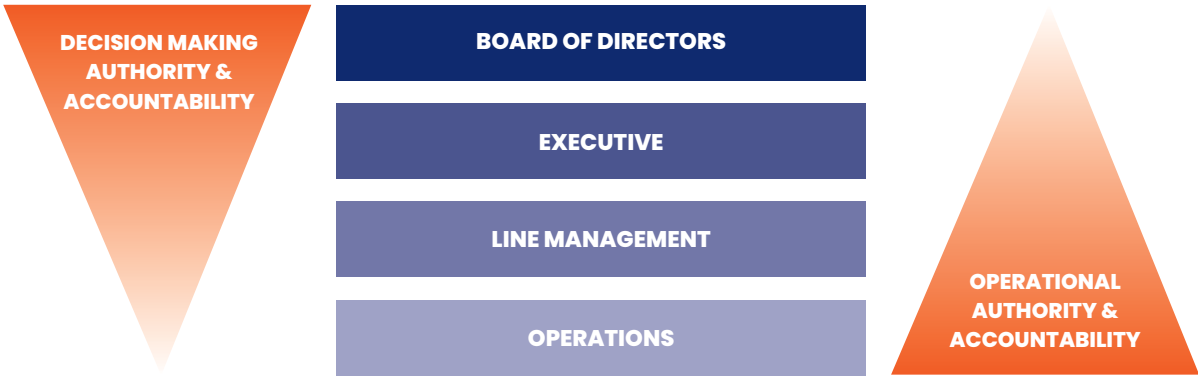 DECISION MAKING
AUTHORITY &
ACCOUNTABILITY
BOARD OF DIRECTORS
EXECUTIVE
LINE MANAGEMENT
OPERATIONS
OPERATIONAL
AUTHORITY &
ACCOUNTABILITY